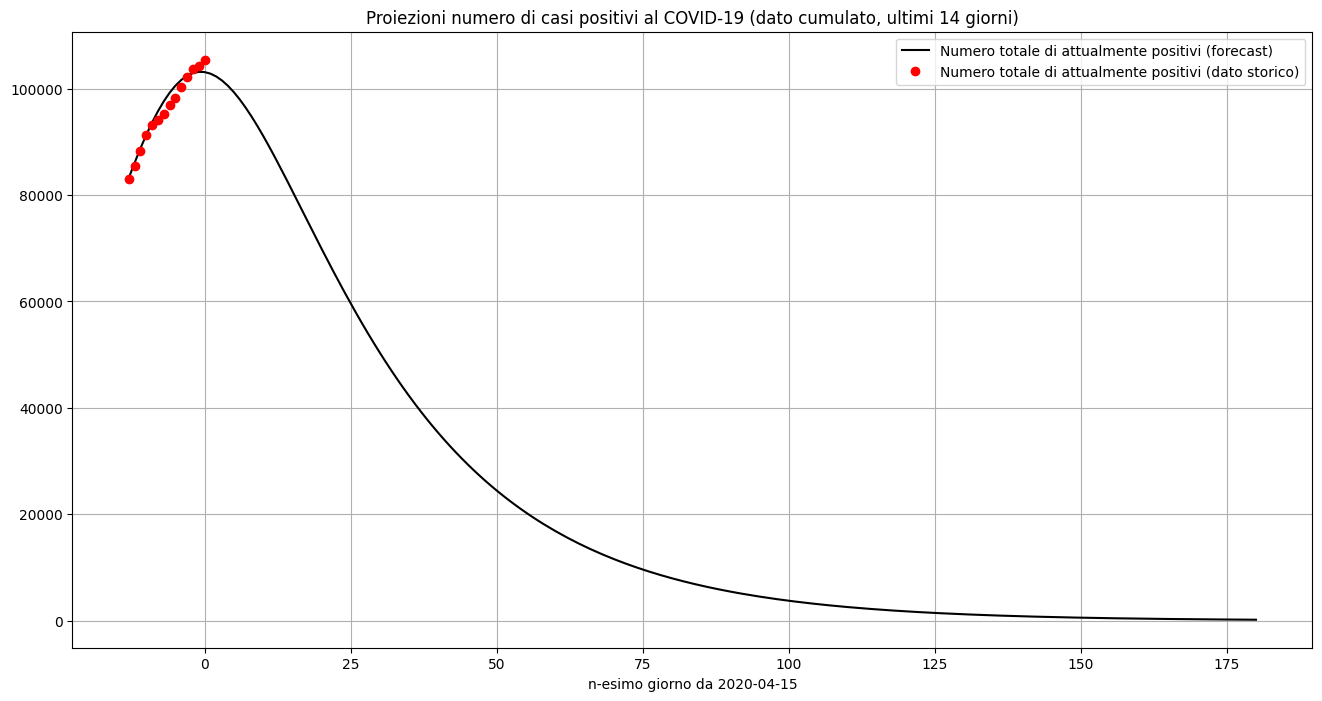 Proiezioni numero di casi positivi al COVID-19 (dato cumulato, ultimi 14 giorni)
Numero totale di attualmente positivi (forecast)
Numero totale di attualmente positivi (dato storico)
100000
80000
60000
40000
20000
0
0 25 50 75 100 125 150 175
n-esimo giorno da 2020-04-15